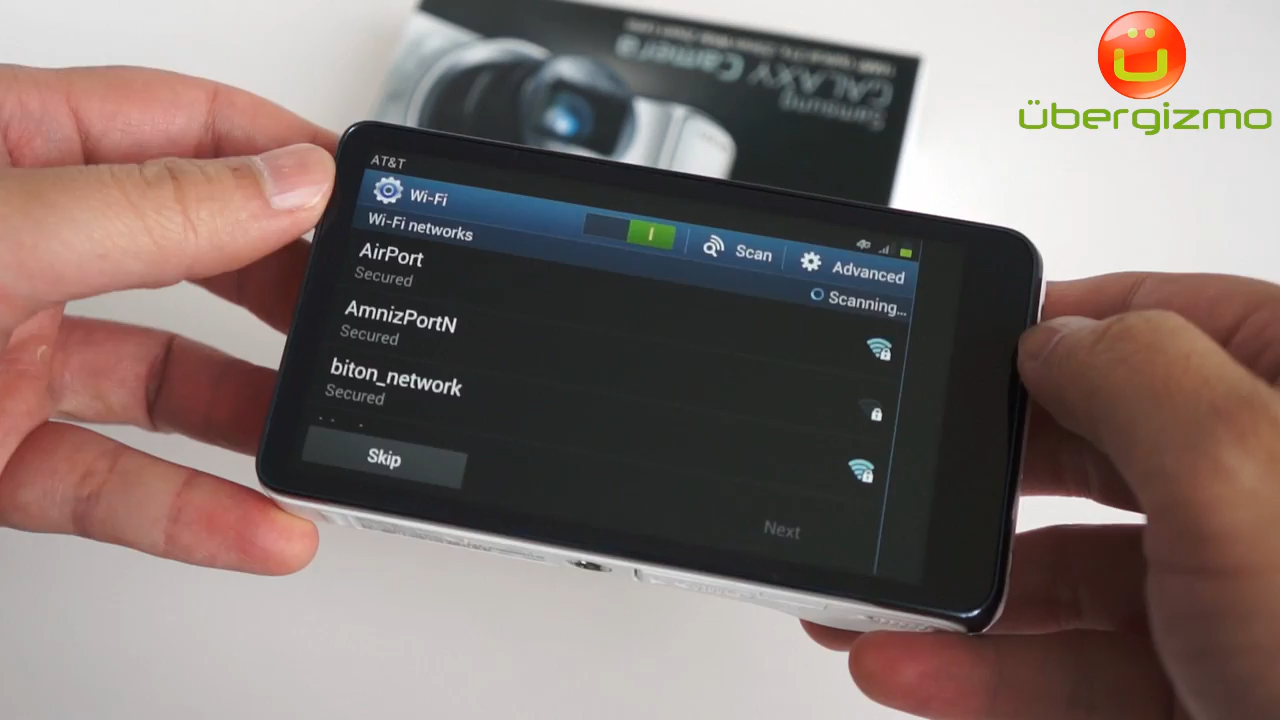 Samsung
GALAXY Camera
übergizmo
AT&T
Wi-Fi
Scan
Advanced
Wi-Fi networks
Scanning...
AirPort
Secured
AmnizPortN
Secured
biton_network
Secured
Skip
Next